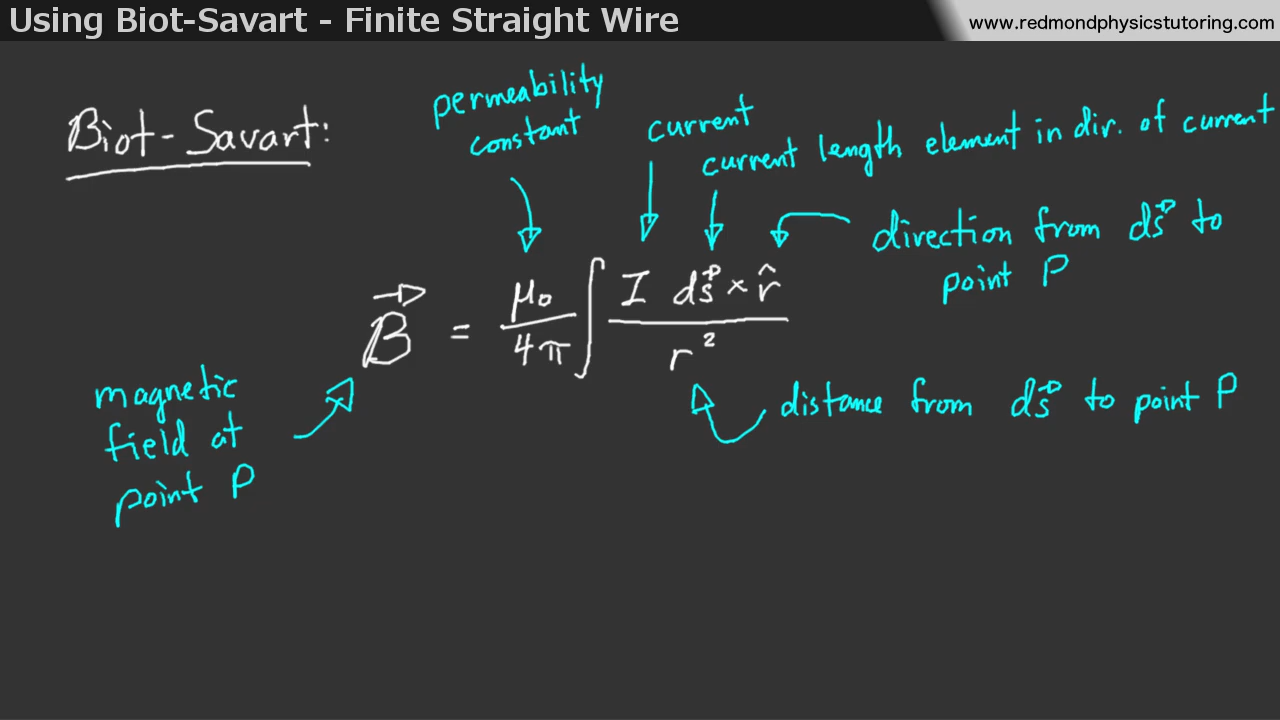 Using Biot-Savart - Finite Straight Wire
www.redmondphysicstutoring.com
Biot-Savart:
permeability
constant
current
current length element in dir. of current
direction from ds⃗ to
point P
B⃗ = μ₀/4π ∫ I ds⃗ × r̂ / r²
magnetic
field at
point P
distance from ds⃗ to point P